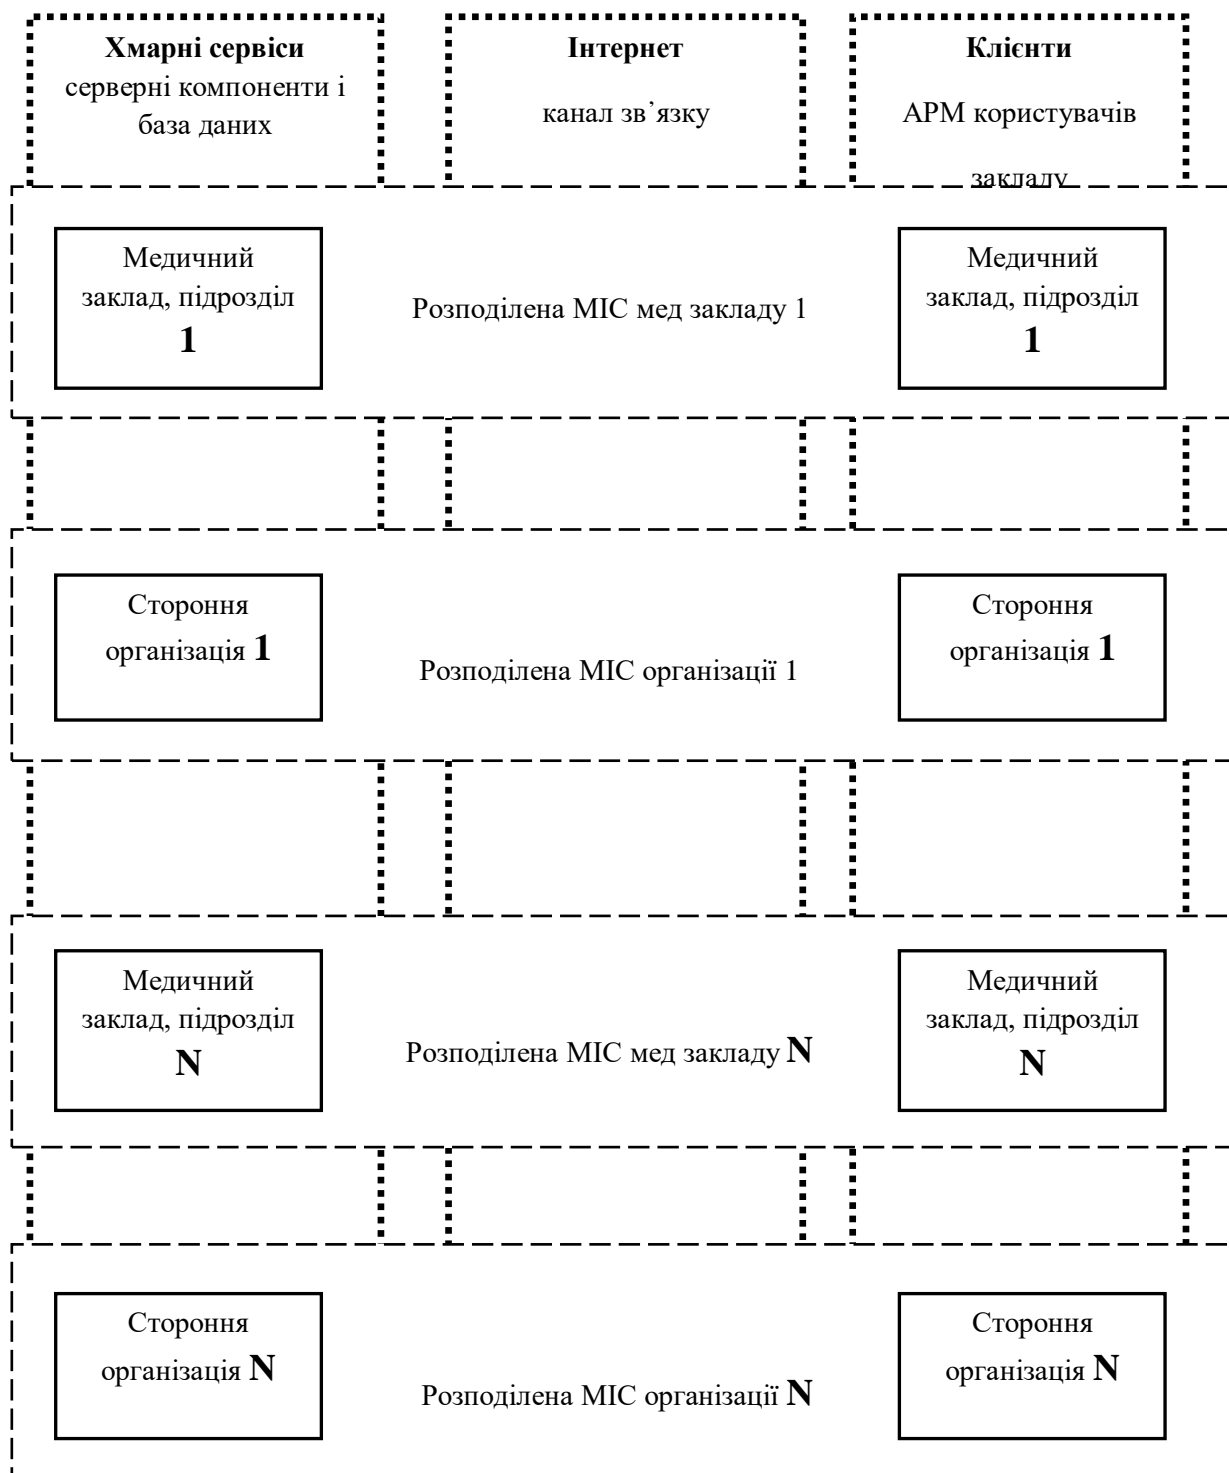 Хмарні сервіси
серверні компоненти і
база даних
Інтернет
канал зв’язку
Клієнти
АРМ користувачів
закладу
Медичний
заклад, підрозділ
1
Розподілена МІС мед закладу 1
Медичний
заклад, підрозділ
1
Стороння
організація 1
Розподілена МІС організації 1
Стороння
організація 1
Медичний
заклад, підрозділ
N
Розподілена МІС мед закладу N
Медичний
заклад, підрозділ
N
Стороння
організація N
Розподілена МІС організації N
Стороння
організація N